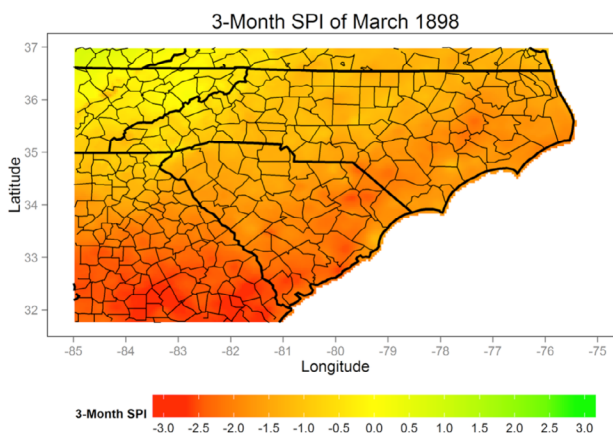 3-Month SPI of March 1898
37
36
35
34
33
32
Latitude
-85 -84 -83 -82 -81 -80 -79 -78 -77 -76 -75
Longitude
3-Month SPI
-3.0 -2.5 -2.0 -1.5 -1.0 -0.5 0.0 0.5 1.0 1.5 2.0 2.5 3.0